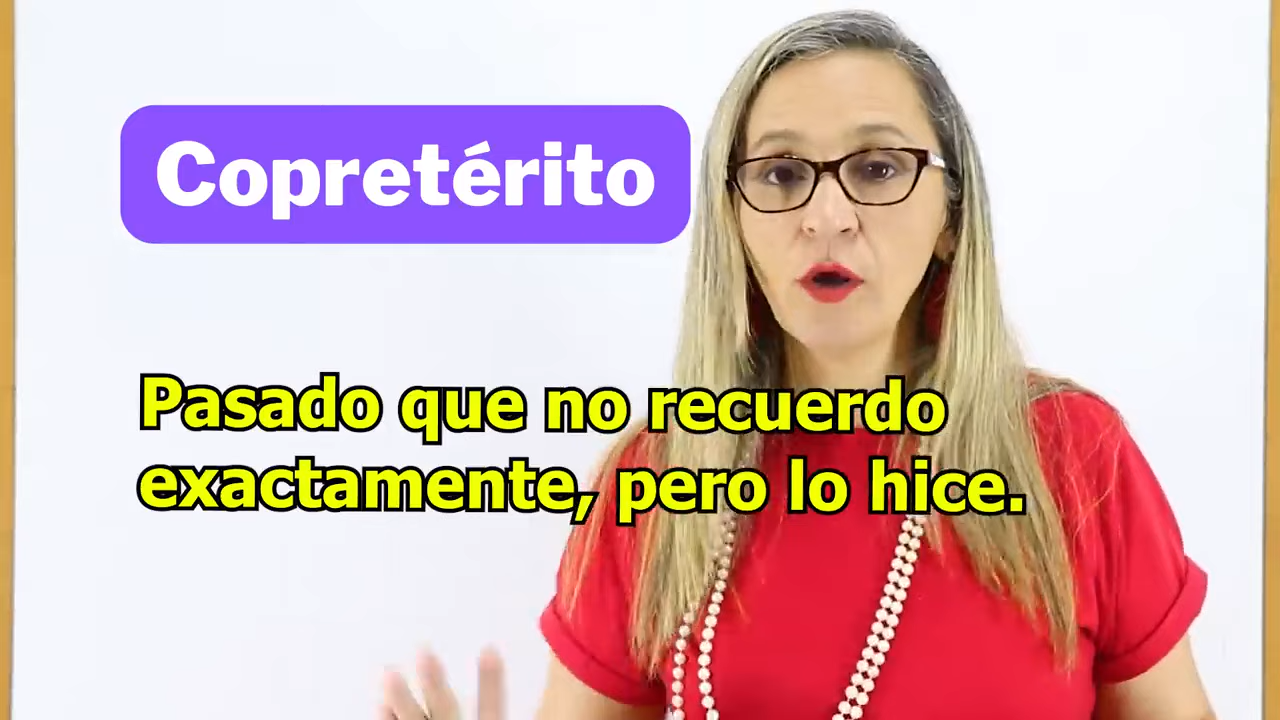 Copretérito
Pasado que no recuerdo
exactamente, pero lo hice.